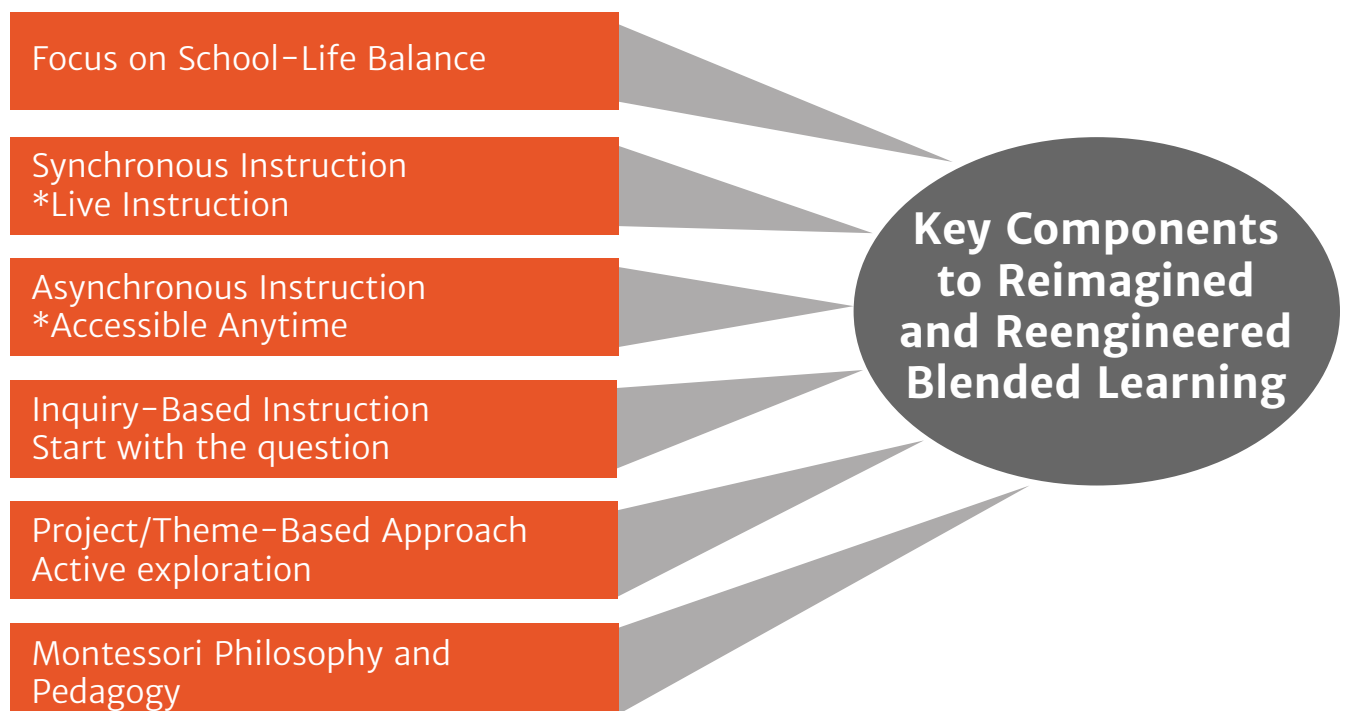 Focus on School-Life Balance
Synchronous Instruction
*Live Instruction
Asynchronous Instruction
*Accessible Anytime
Inquiry-Based Instruction
Start with the question
Project/Theme-Based Approach
Active exploration
Montessori Philosophy and
Pedagogy
Key Components
to Reimagined
and Reengineered
Blended Learning